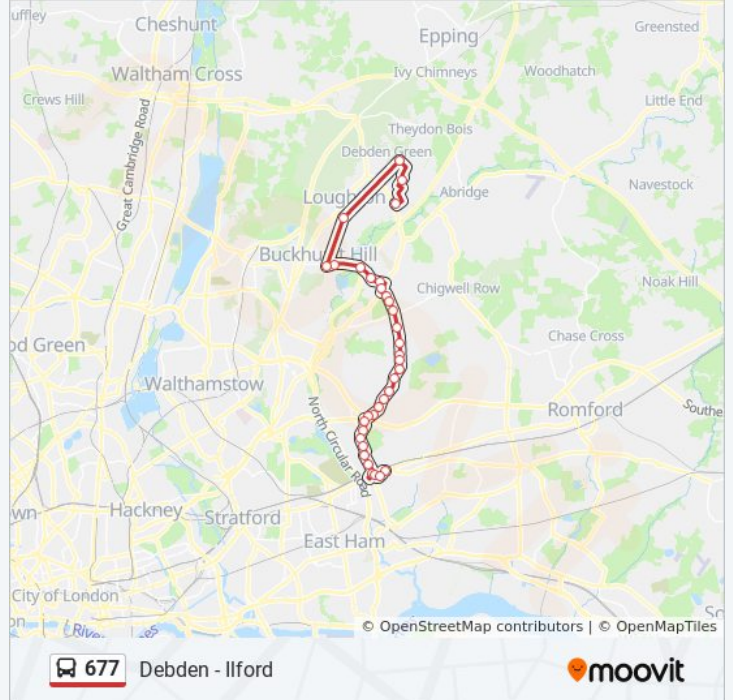 uffley
Cheshunt
Epping
Greensted
Waltham Cross
Ivy Chimneys
Woodhatch
Crews Hill
Little End
Great Cambridge Road
Theydon Bois
Debden Green
Loughton
Abridge
Navestock
Buckhurst Hill
Chigwell Row
Noak Hill
od Green
Chase Cross
Walthamstow
North Circular Road
Romford
Southe
wn
Hackney
Stratford
East Ham
City of London
on
© OpenStreetMap contributors | © OpenMapTiles
677 Debden - Ilford
moovit